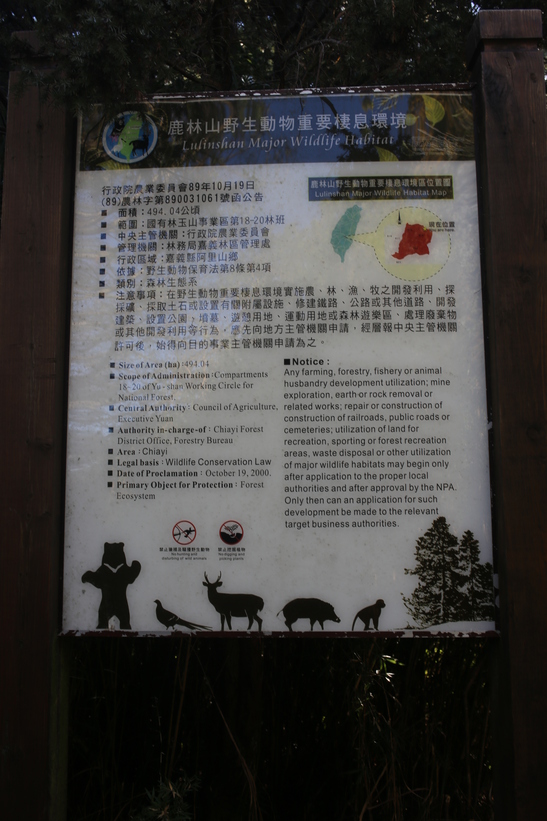 鹿林山野生動物重要棲息環境
Lulinshan Major Wildlife Habitat
行政院農業委員會89年10月19日
(89)農林字第890031061號函公告
面積：494.04公頃
範圍：國有林玉山事業區第18-20林班
中央主管機關：行政院農業委員會
管理機關：林務局嘉義林區管理處
行政區域：嘉義縣阿里山鄉
依據：野生動物保育法第8條第4項
類別：森林生態系
注意事項：在野生動物重要棲息環境實施農、林、漁、牧之開發利用、探
採礦、採取土石或設置有關附屬設施、修建鐵路、公路或其他道路、開發
建築、設置公園、墳墓、遊憩用地、運動用地或森林遊樂區、處理廢棄物
或其他開發利用等行為，應先向地方主管機關申請，經層報中央主管機關
許可後，始得向目的事業主管機關申請為之。
鹿林山野生動物重要棲息環境區位置圖
Lulinshan Major Wildlife Habitat Map
現在位置
Size of Area (ha) : 494.04
Scope of Administration : Compartments
18-20 of Yu-shan Working Circle for
National Forest
Central Authority : Council of Agriculture,
Executive Yuan
Authority in-charge-of : Chiayi Forest
District Office, Forestry Bureau
Area : Chiayi
Legal basis : Wildlife Conservation Law
Date of Proclamation : October 19, 2000.
Primary Object for Protection : Forest
Ecosystem
Notice :
Any farming, forestry, fishery or animal
husbandry development utilization; mine
exploration, earth or rock removal or
related works; repair or construction of
construction of railroads, public roads or
cemeteries; utilization of land for
recreation, sporting or forest recreation
areas, waste disposal or other utilization
of major wildlife habitats may begin only
after application to the proper local
authorities and after approval by the NPA.
Only then can an application for such
development be made to the relevant
target business authorities.